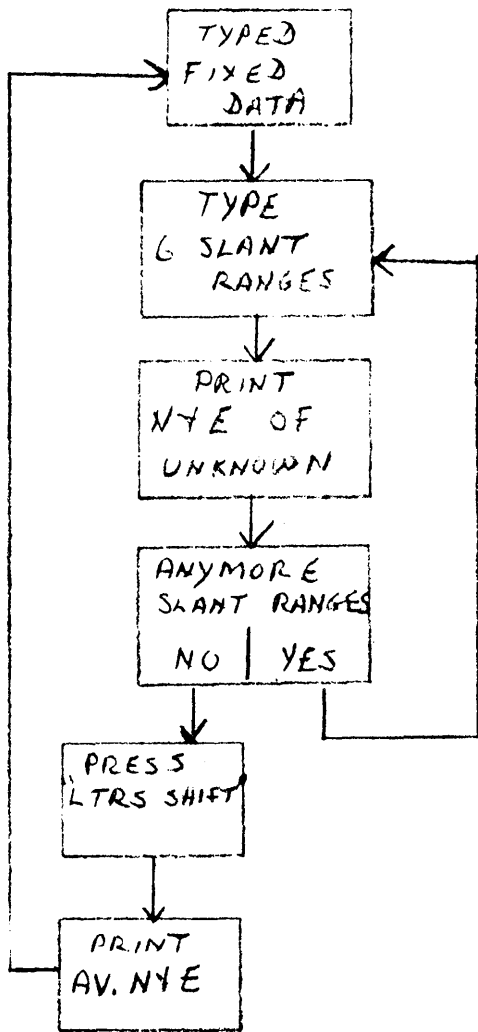 TYPED
FIXED
DATA
TYPE
6 SLANT
RANGES
PRINT
NYE OF
UNKNOWN
ANYMORE
SLANT RANGES
NO | YES
PRESS
LTRS SHIFT
PRINT
AV. NYE